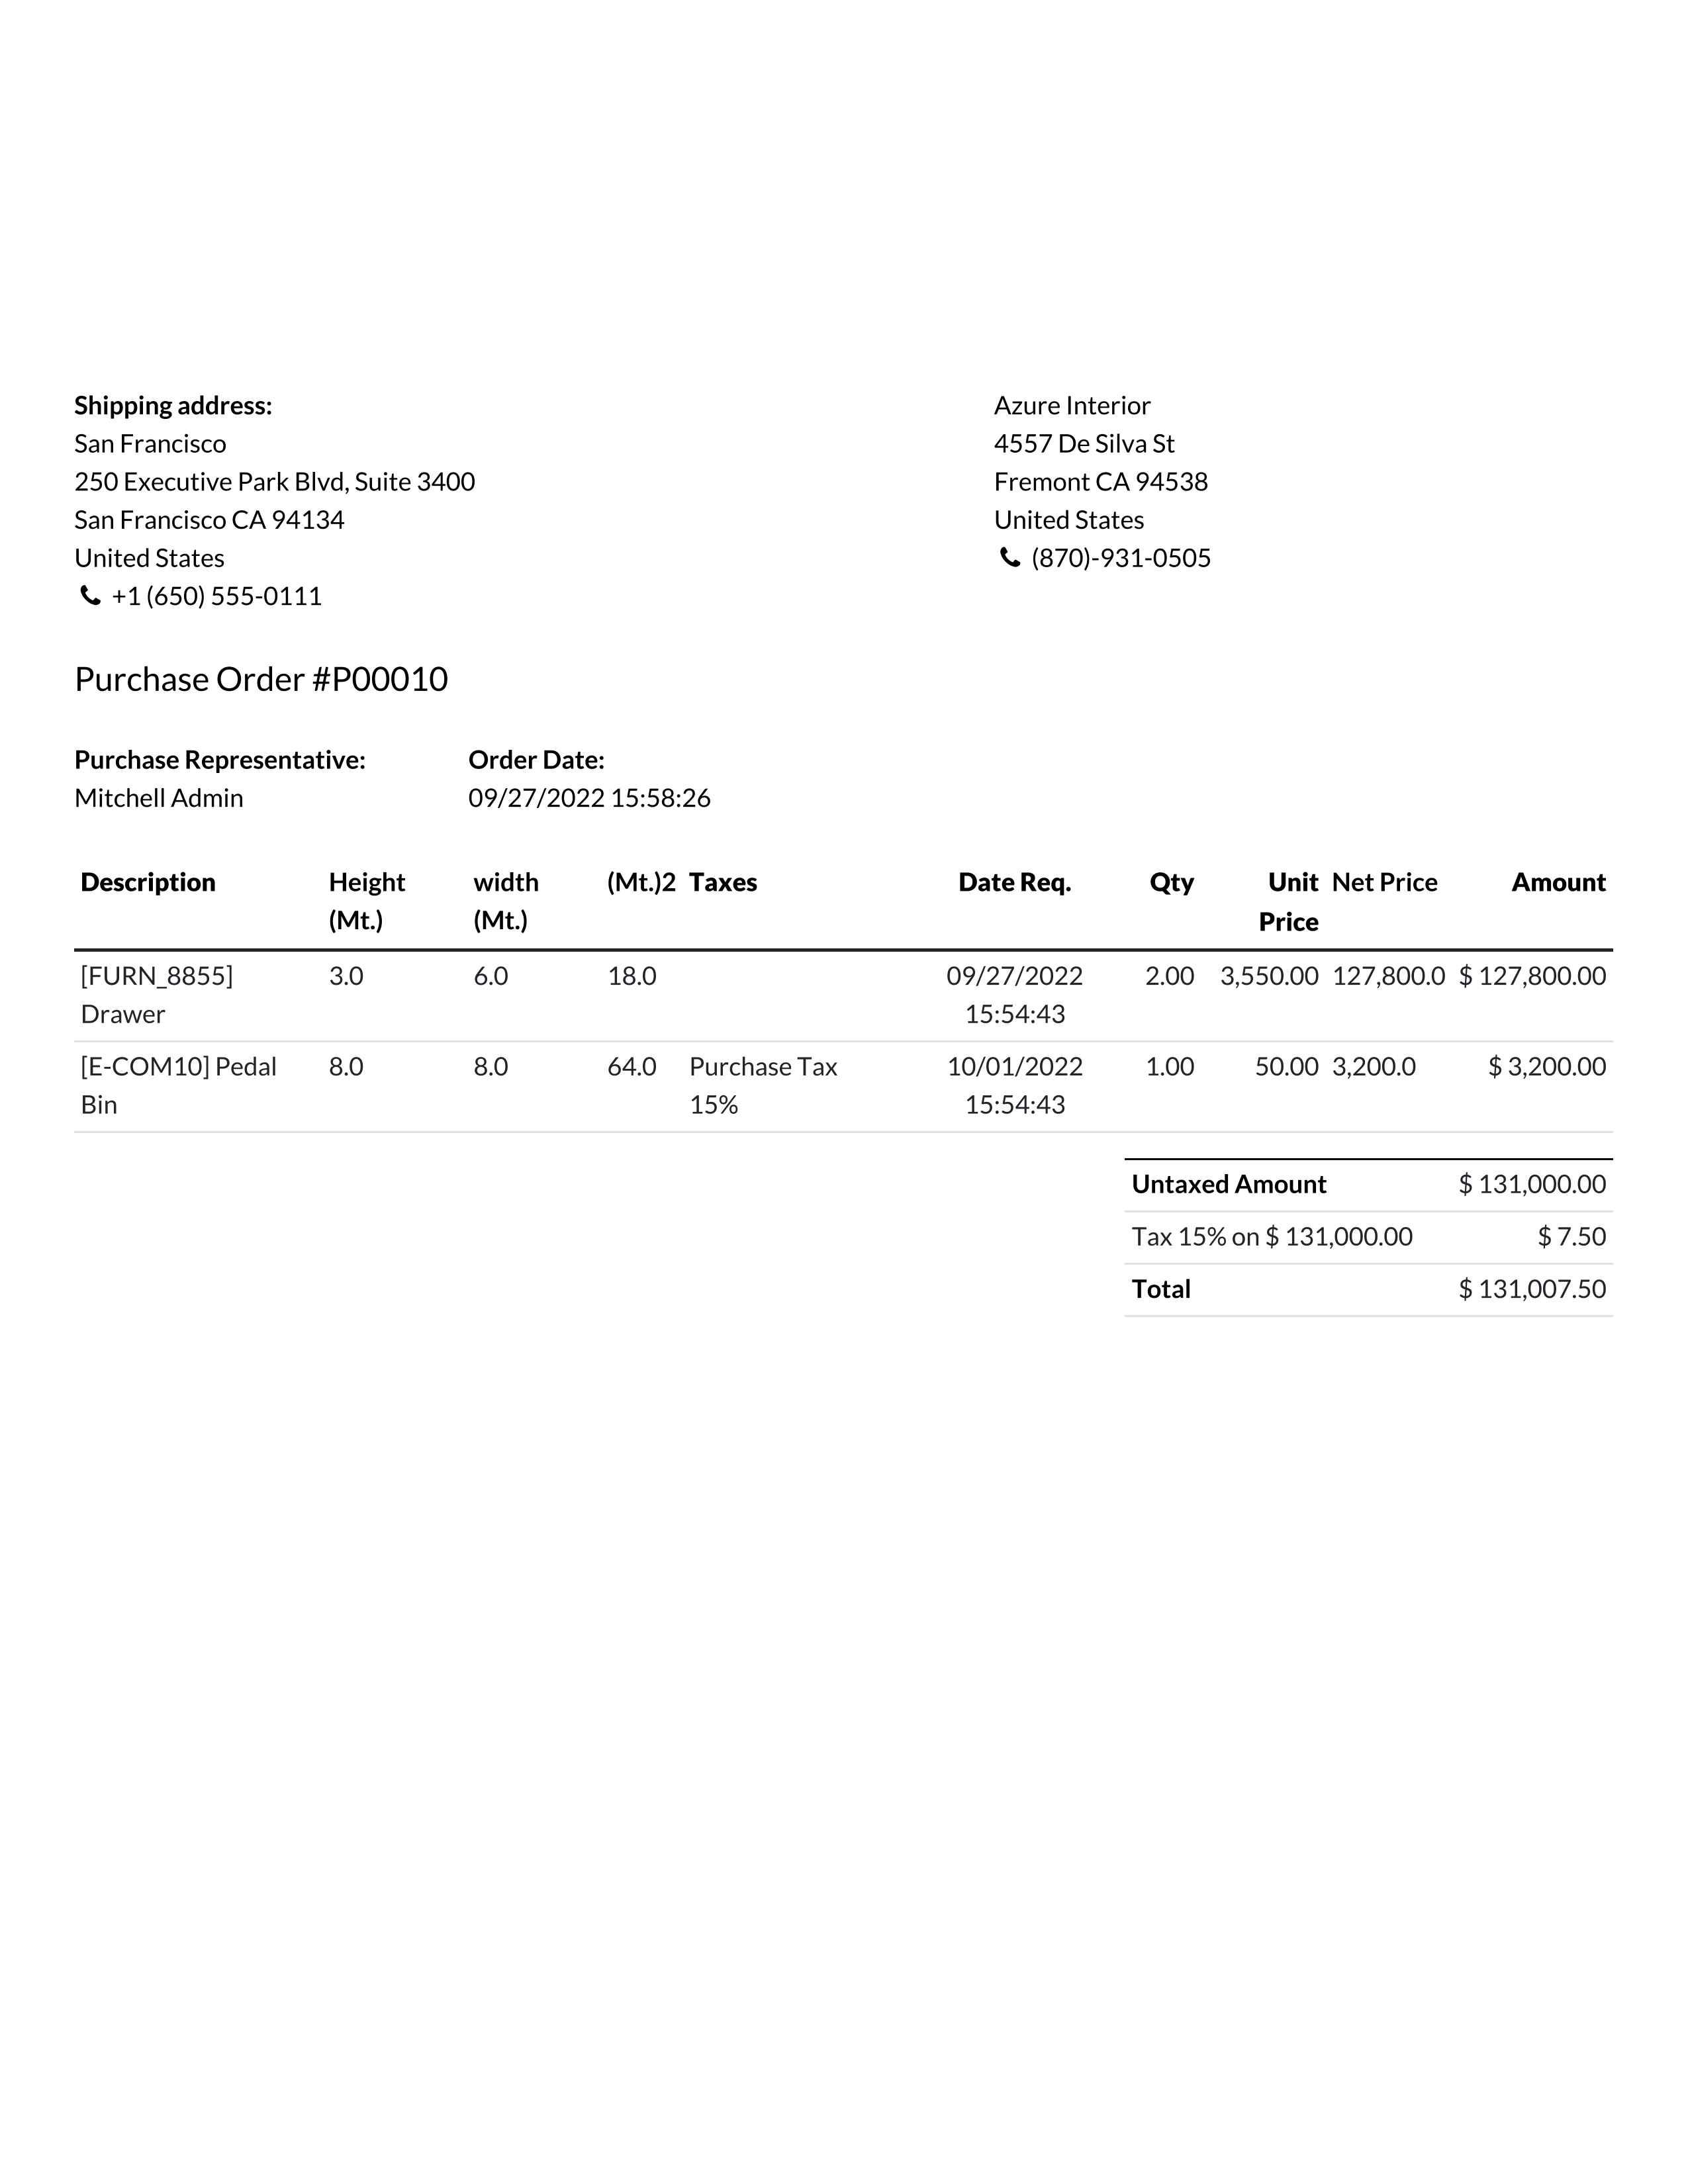 Shipping address:
San Francisco
250 Executive Park Blvd, Suite 3400
San Francisco CA 94134
United States
+1 (650) 555-0111
Azure Interior
4557 De Silva St
Fremont CA 94538
United States
(870)-931-0505
Purchase Order #P00010
Purchase Representative:
Mitchell Admin
Order Date:
09/27/2022 15:58:26
Description Height (Mt.) width (Mt.) (Mt.)2 Taxes Date Req. Qty Unit Price Net Price Amount
[FURN_8855] 3.0 6.0 18.0 09/27/2022 2.00 3,550.00 127,800.0 $ 127,800.00
Drawer 15:54:43
[E-COM10] Pedal 8.0 8.0 64.0 Purchase Tax 10/01/2022 1.00 50.00 3,200.0 $ 3,200.00
Bin 15% 15:54:43
Untaxed Amount $ 131,000.00
Tax 15% on $ 131,000.00 $ 7.50
Total $ 131,007.50